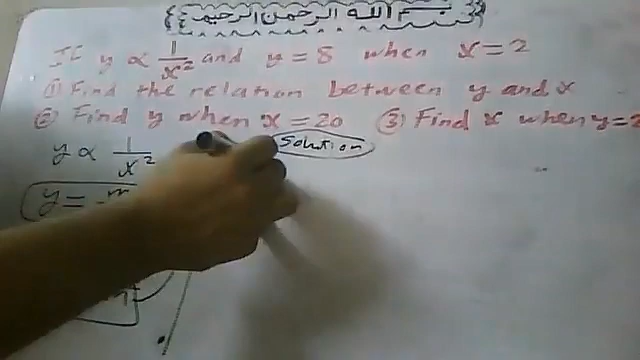 بسم الله الرحمن الرحيم
If y ∝ 1/x² and y = 8 when x = 2
① Find the relation between y and x
② Find y when x = 20 ③ Find x when y = 2
Solution
y ∝ 1/x²
y = m